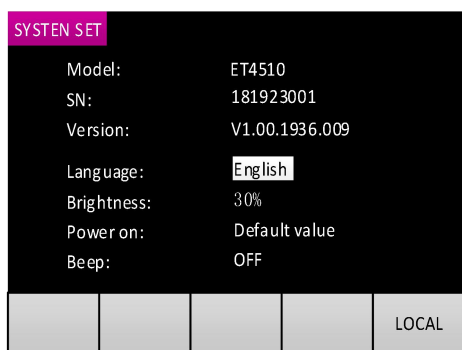 SYSTEN SET
Model: ET4510
SN: 181923001
Version: V1.00.1936.009
Language: English
Brightness: 30%
Power on: Default value
Beep: OFF
LOCAL